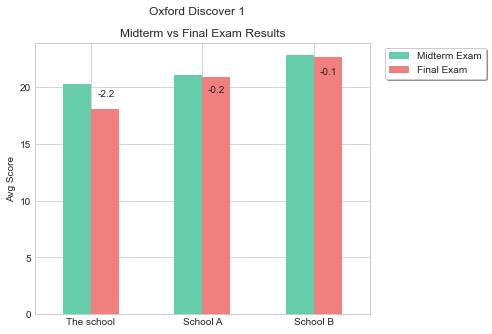 Oxford Discover 1
Midterm vs Final Exam Results
Midterm Exam
Final Exam
Avg Score
20
15
10
5
0
-2.2
-0.2
-0.1
The school
School A
School B